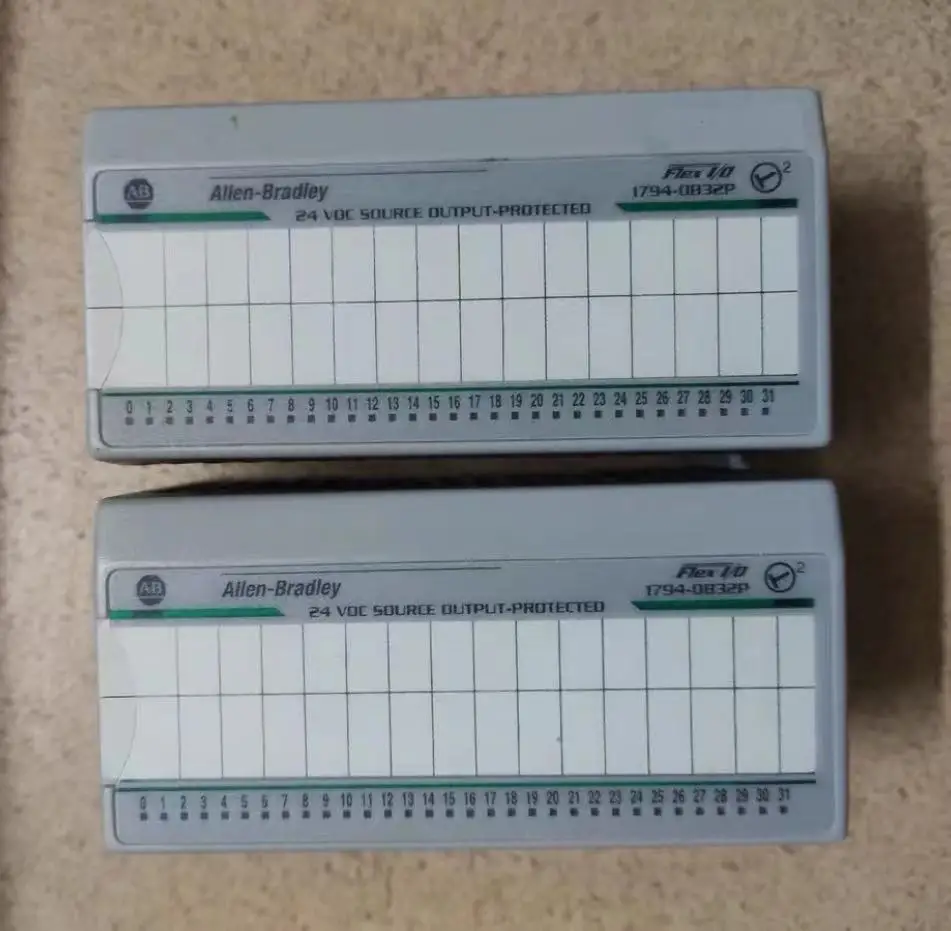 AB Allen-Bradley Flex I/O 2
1794-OB32P
24 VDC SOURCE OUTPUT-PROTECTED
0 1 2 3 4 5 6 7 8 9 10 11 12 13 14 15 16 17 18 19 20 21 22 23 24 25 26 27 28 29 30 31
AB Allen-Bradley Flex I/O 2
1794-OB32P
24 VDC SOURCE OUTPUT-PROTECTED
0 1 2 3 4 5 6 7 8 9 10 11 12 13 14 15 16 17 18 19 20 21 22 23 24 25 26 27 28 29 30 31